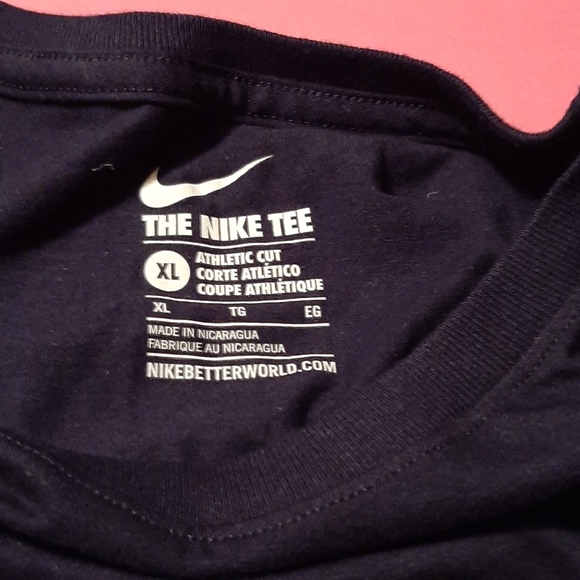 THE NIKE TEE
XL
ATHLETIC CUT
CORTE ATLÉTICO
COUPE ATHLÉTIQUE
XL TG EG
MADE IN NICARAGUA
FABRIQUE AU NICARAGUA
NIKEBETTERWORLD.COM